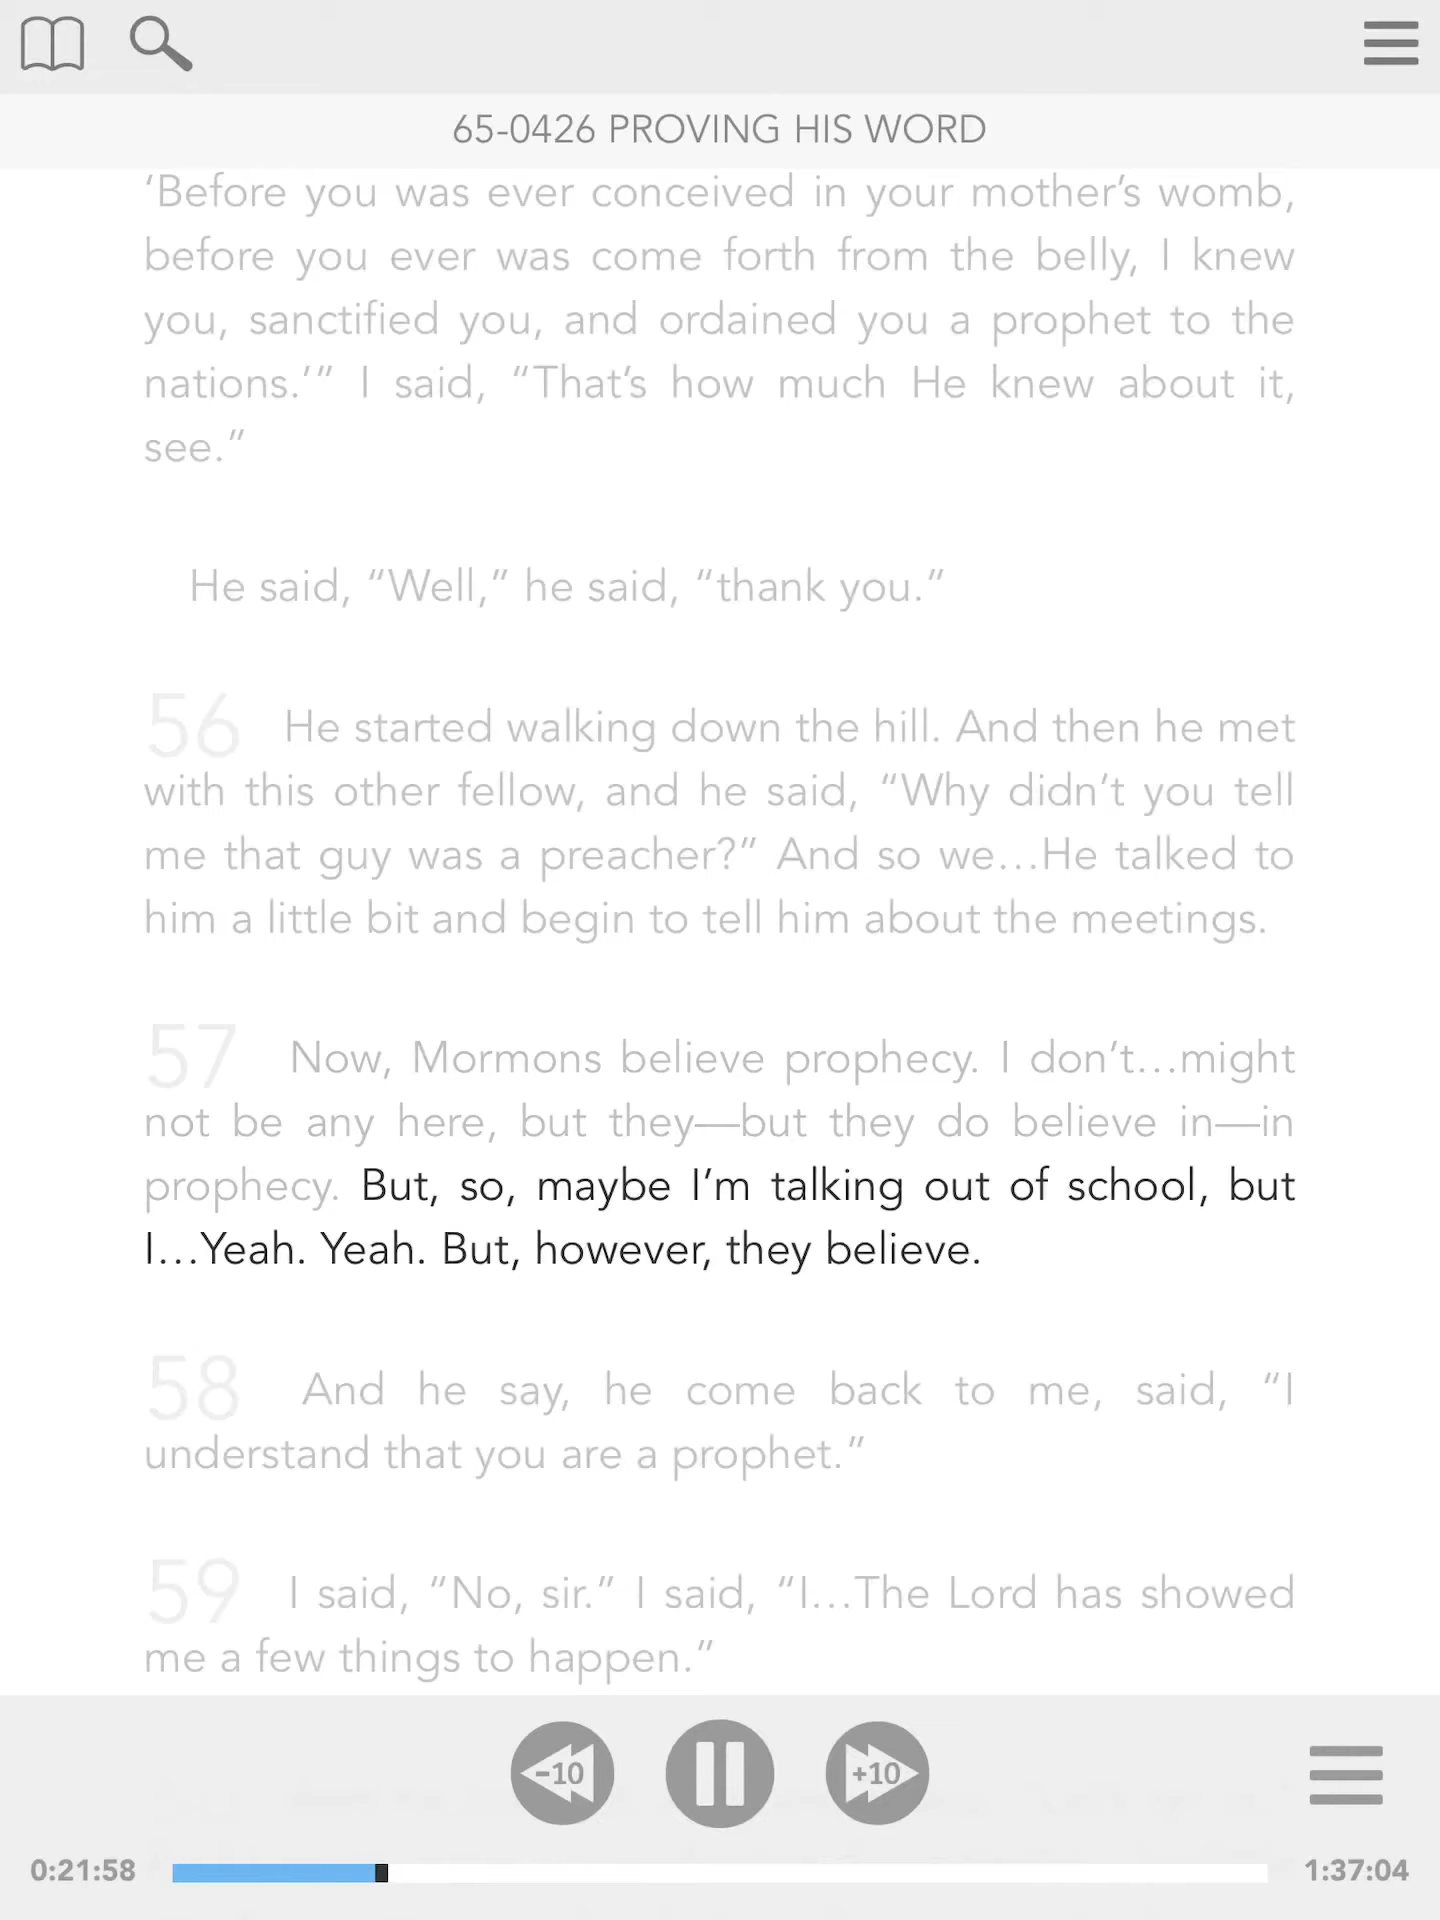 65-0426 PROVING HIS WORD
‘Before you was ever conceived in your mother’s womb,
before you ever was come forth from the belly, I knew
you, sanctified you, and ordained you a prophet to the
nations.’” I said, “That’s how much He knew about it,
see.”
He said, “Well,” he said, “thank you.”
56 He started walking down the hill. And then he met
with this other fellow, and he said, “Why didn’t you tell
me that guy was a preacher?” And so we…He talked to
him a little bit and begin to tell him about the meetings.
57 Now, Mormons believe prophecy. I don’t…might
not be any here, but they—but they do believe in—in
prophecy. But, so, maybe I’m talking out of school, but
I…Yeah. Yeah. But, however, they believe.
58 And he say, he come back to me, said, “I
understand that you are a prophet.”
59 I said, “No, sir.” I said, “I…The Lord has showed
me a few things to happen.”
-10 +10
0:21:58 1:37:04